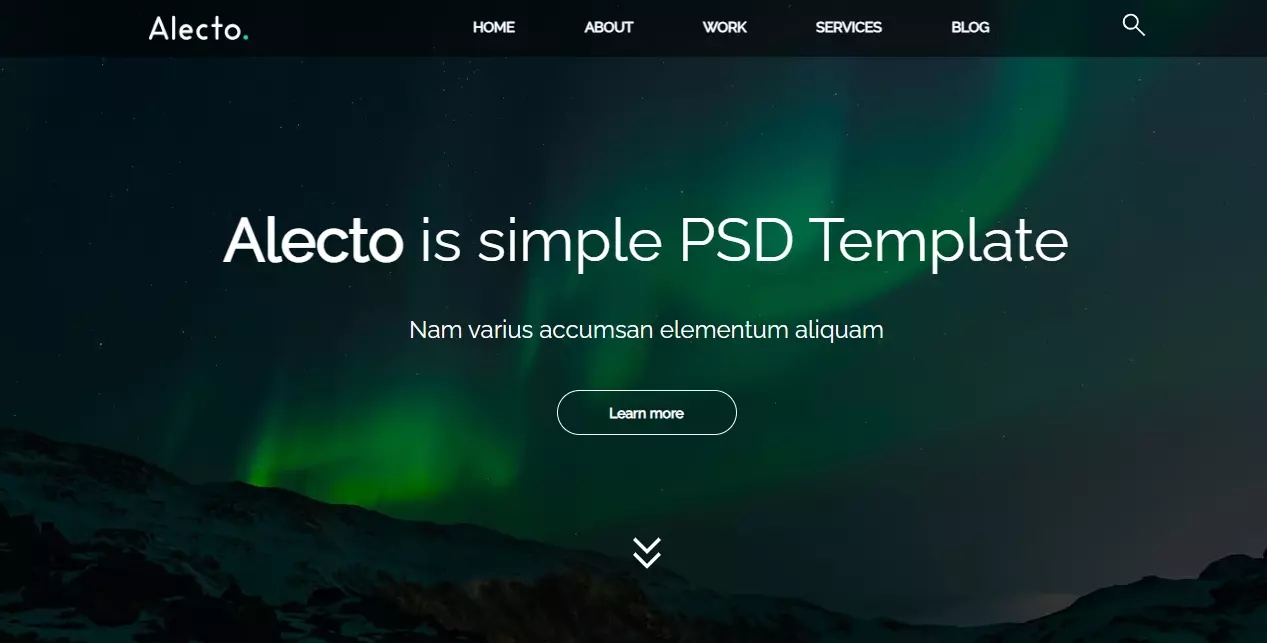 Alecto.
HOME ABOUT WORK SERVICES BLOG
Alecto is simple PSD Template
Nam varius accumsan elementum aliquam
Learn more